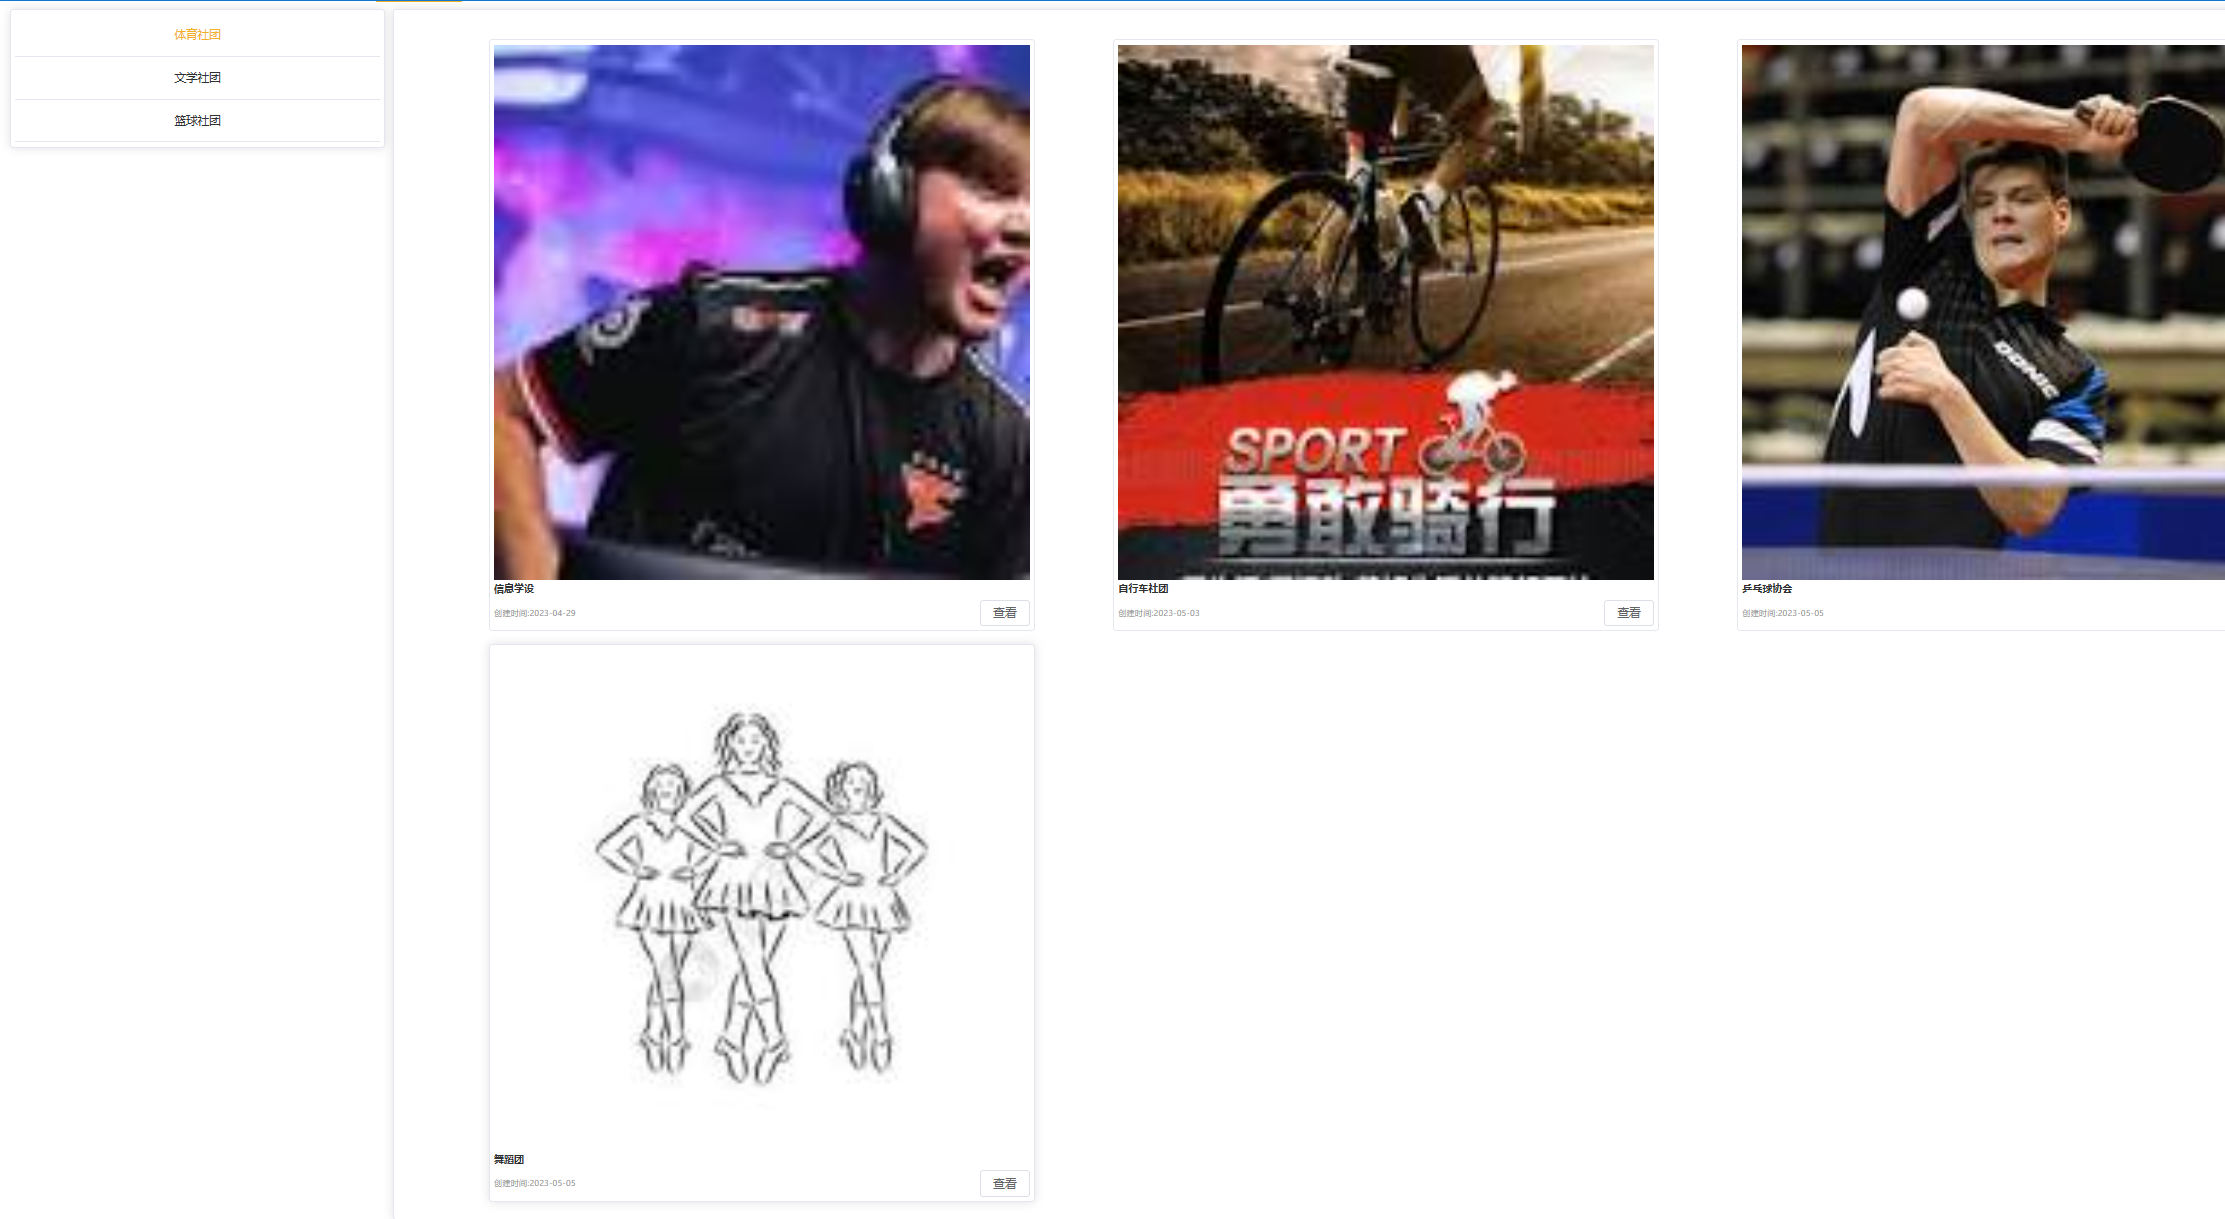 体育社团
文学社团
篮球社团
SPORT
勇敢骑行
DONIC
信息学设
创建时间:2023-04-29
查看
自行车社团
创建时间:2023-05-03
查看
乒乓球协会
创建时间:2023-05-05
舞蹈团
创建时间:2023-05-05
查看